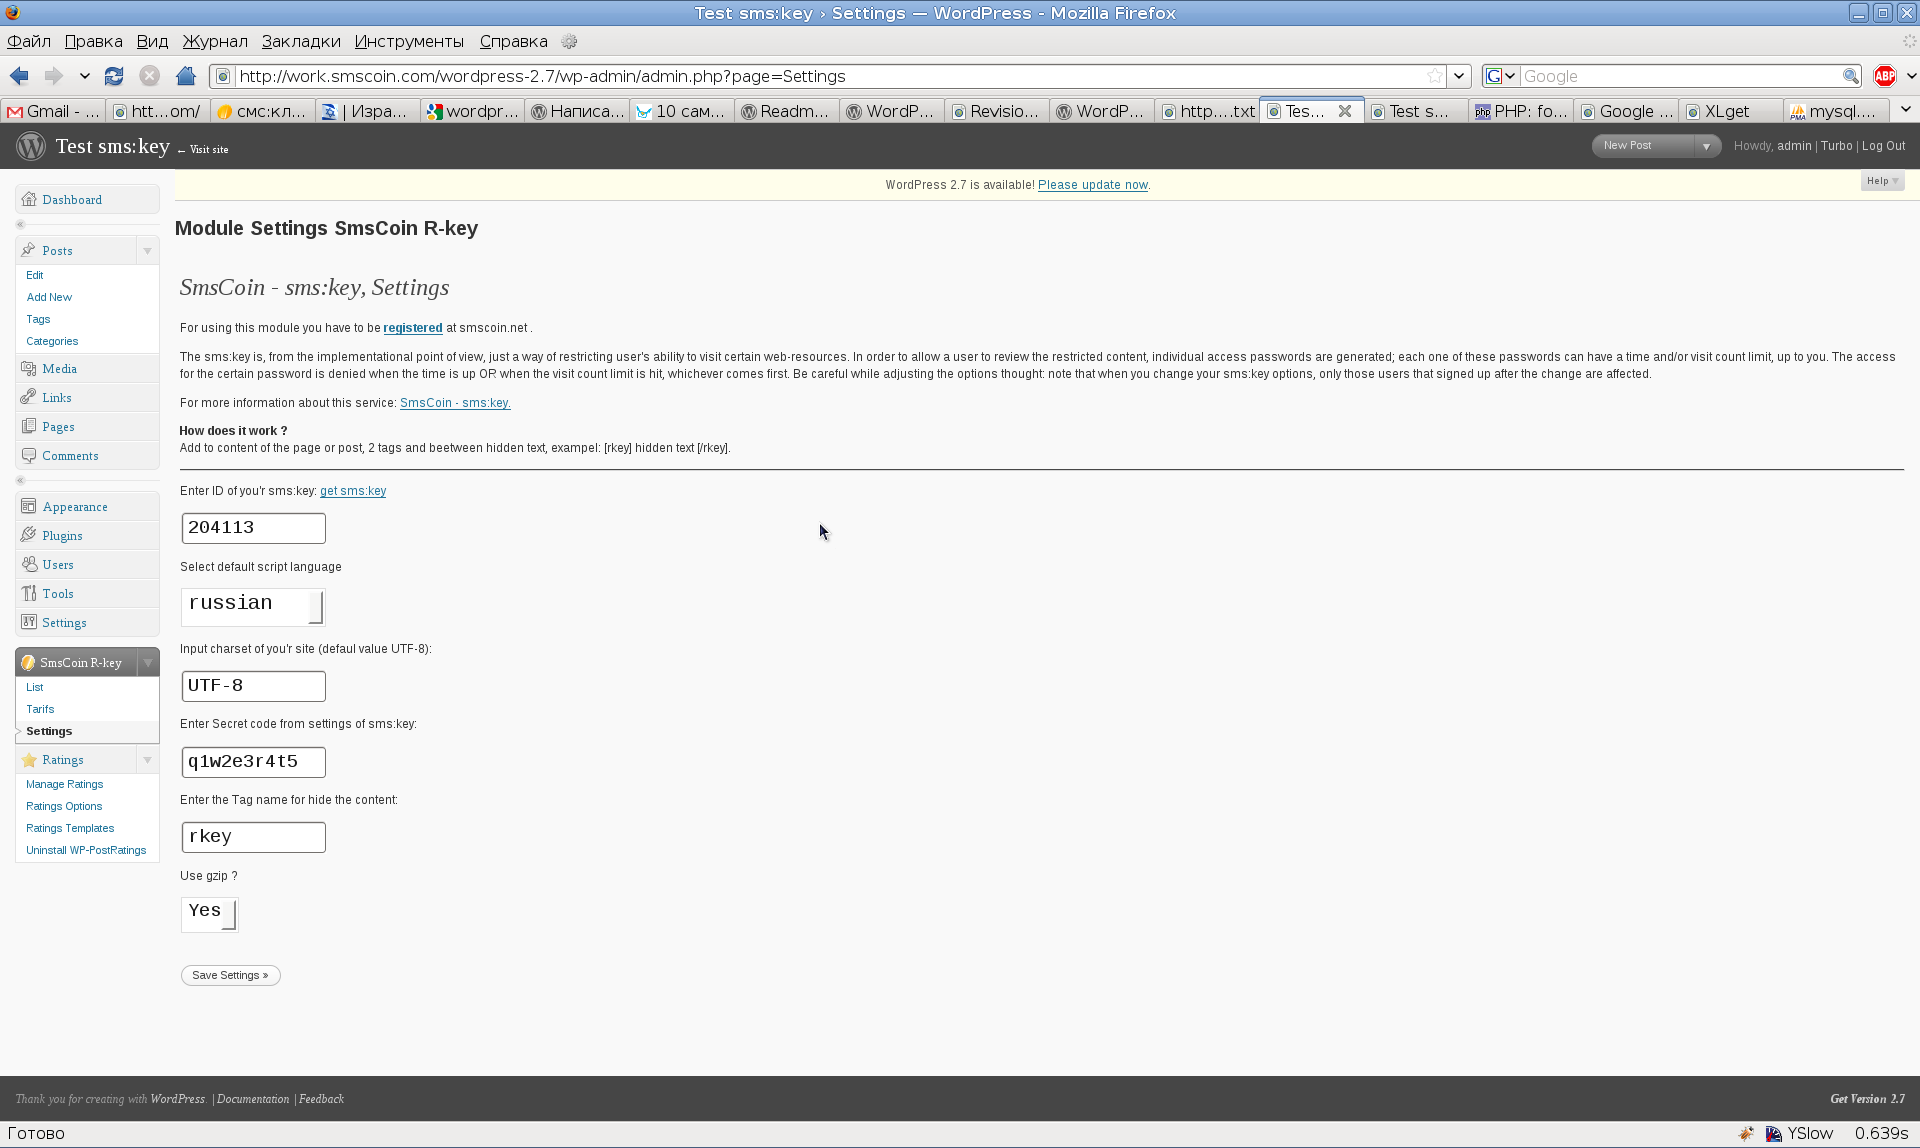 Test sms:key › Settings — WordPress - Mozilla Firefox
Файл Правка Вид Журнал Закладки Инструменты Справка
http://work.smscoin.com/wordpress-2.7/wp-admin/admin.php?page=Settings
Google
ABP
Gmail - ... htt...om/ смс:кл... | Изра... wordpr... Написа... 10 сам... Readm... WordP... Revisio... WordP... http....txt Tes... Test s... PHP: fo... Google ... XLget mysql....
Test sms:key ← Visit site
New Post
Howdy, admin | Turbo | Log Out
WordPress 2.7 is available! Please update now.
Help
Dashboard
Posts
Edit
Add New
Tags
Categories
Media
Links
Pages
Comments
Appearance
Plugins
Users
Tools
Settings
SmsCoin R-key
List
Tarifs
Settings
Ratings
Manage Ratings
Ratings Options
Ratings Templates
Uninstall WP-PostRatings
Module Settings SmsCoin R-key
SmsCoin - sms:key, Settings
For using this module you have to be registered at smscoin.net .
The sms:key is, from the implementational point of view, just a way of restricting user's ability to visit certain web-resources. In order to allow a user to review the restricted content, individual access passwords are generated; each one of these passwords can have a time and/or visit count limit, up to you. The access
for the certain password is denied when the time is up OR when the visit count limit is hit, whichever comes first. Be careful while adjusting the options thought: note that when you change your sms:key options, only those users that signed up after the change are affected.
For more information about this service: SmsCoin - sms:key.
How does it work ?
Add to content of the page or post, 2 tags and beetween hidden text, exampel: [rkey] hidden text [/rkey].
Enter ID of you'r sms:key: get sms:key
204113
Select default script language
russian
Input charset of you'r site (defaul value UTF-8):
UTF-8
Enter Secret code from settings of sms:key:
q1w2e3r4t5
Enter the Tag name for hide the content:
rkey
Use gzip ?
Yes
Save Settings »
Thank you for creating with WordPress. | Documentation | Feedback
Get Version 2.7
Готово
YSlow 0.639s